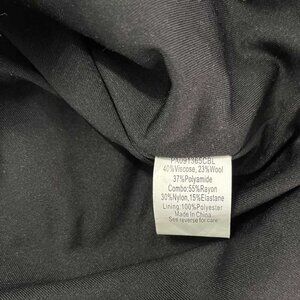 PN091365CBL
40%Viscose, 23%Wool
37%Polyamide
Combo:55%Rayon
30%Nylon,15%Elastane
Lining:100%Polyester
Made In China
See reverse for care